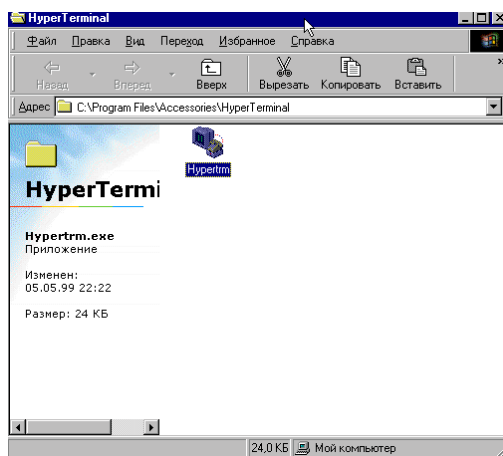 HyperTerminal
Файл Правка Вид Переход Избранное Справка
Назад Вперед Вверх Вырезать Копировать Вставить
Адрес C:\Program Files\Accessories\HyperTerminal
Hypertrm
HyperTermi
Hypertrm.exe
Приложение
Изменен:
05.05.99 22:22
Размер: 24 КБ
24,0 КБ Мой компьютер